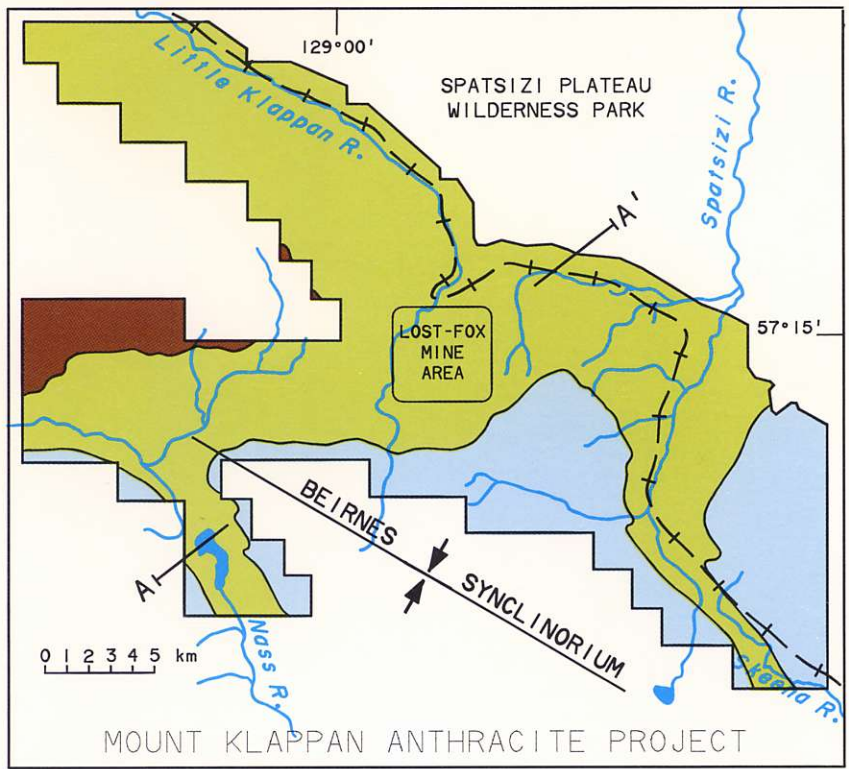 129°00'
Little Klappan R.
SPATSIZI PLATEAU
WILDERNESS PARK
Spatsizi R.
A'
57°15'
LOST-FOX
MINE
AREA
BEIRNES
SYNCLINORIUM
A
Nass R.
0 1 2 3 4 5 km
Skeena R.
MOUNT KLAPPAN ANTHRACITE PROJECT